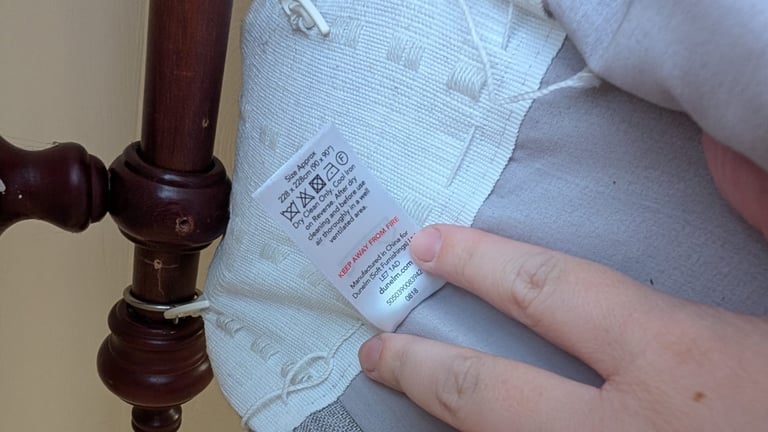 Size Approx
228 x 228cm (90 x 90")
F
Dry Clean Only. Cool Iron
on Reverse. After dry
cleaning and before use
air thoroughly in a well
ventilated area.
KEEP AWAY FROM FIRE
Manufactured in China for
Dunelm (Soft Furnishings)
LE7 1AD
dunelm.com
5050390083942
0818